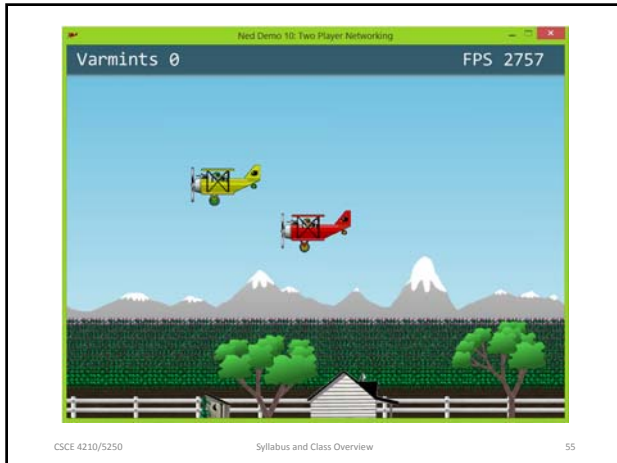 Ned Demo 10: Two Player Networking
Varmints 0 FPS 2757
CSCE 4210/5250 Syllabus and Class Overview 55